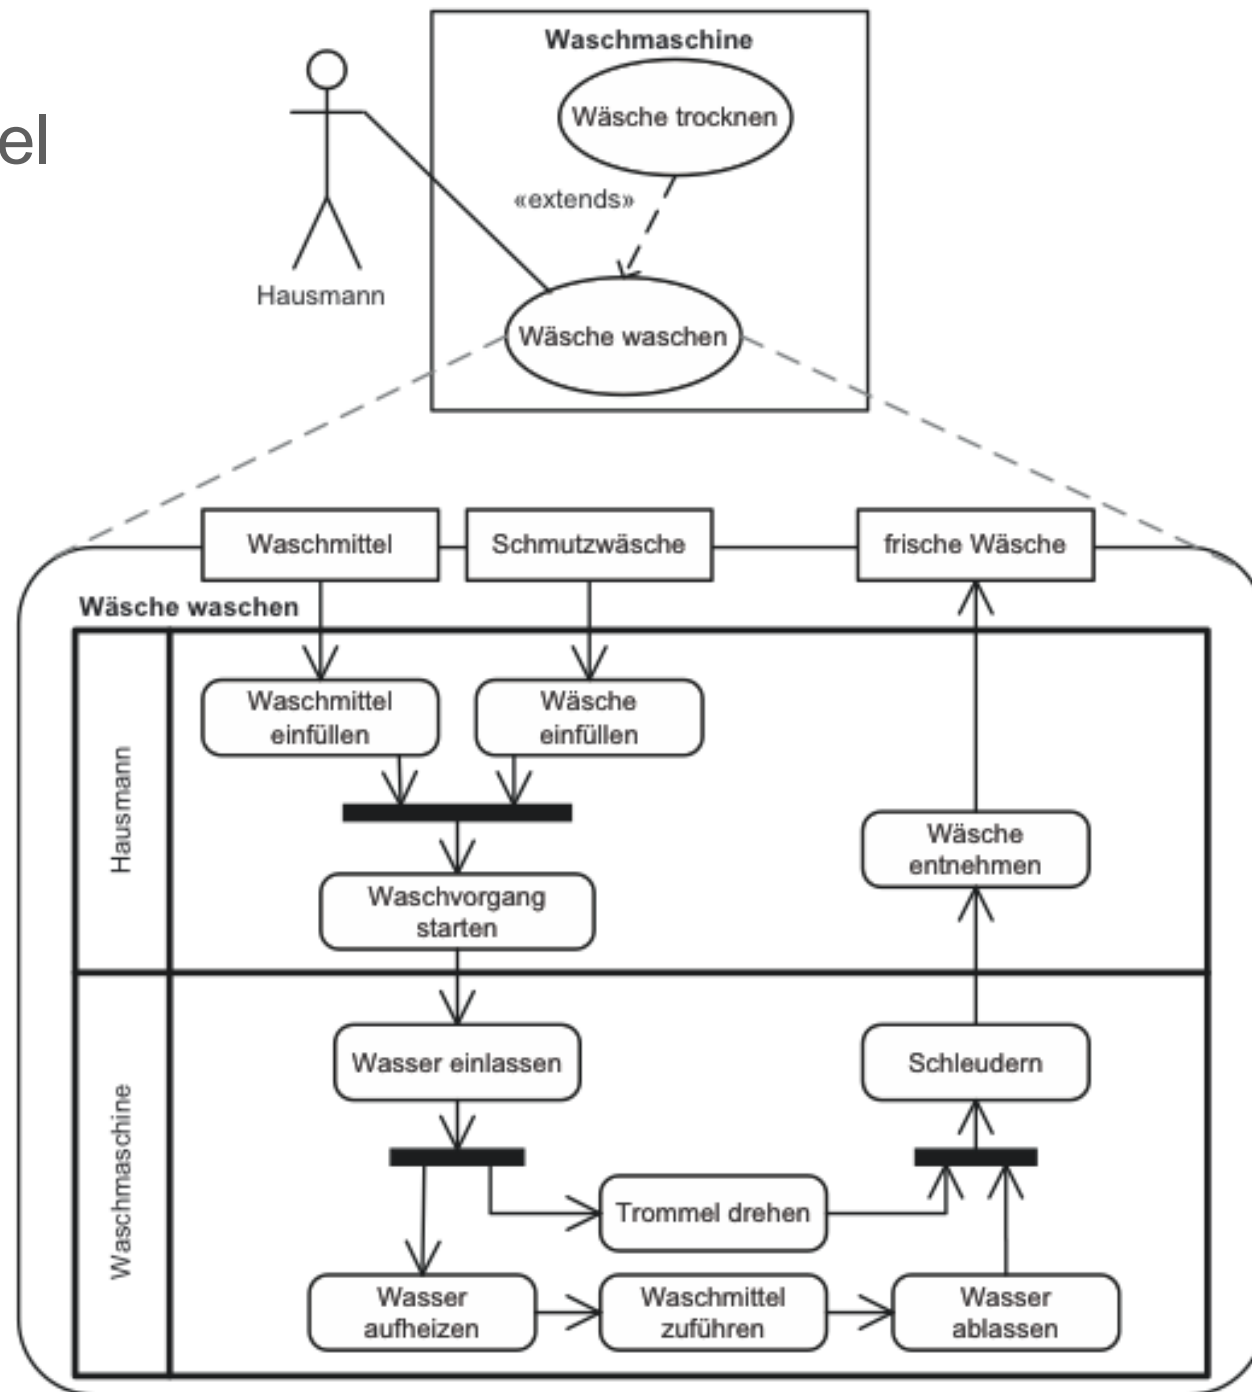 el
Waschmaschine
Wäsche trocknen
«extends»
Hausmann
Wäsche waschen
Waschmittel
Schmutzwäsche
frische Wäsche
Wäsche waschen
Hausmann
Waschmittel
einfüllen
Wäsche
einfüllen
Waschvorgang
starten
Wäsche
entnehmen
Waschmaschine
Wasser einlassen
Schleudern
Trommel drehen
Wasser
aufheizen
Waschmittel
zuführen
Wasser
ablassen